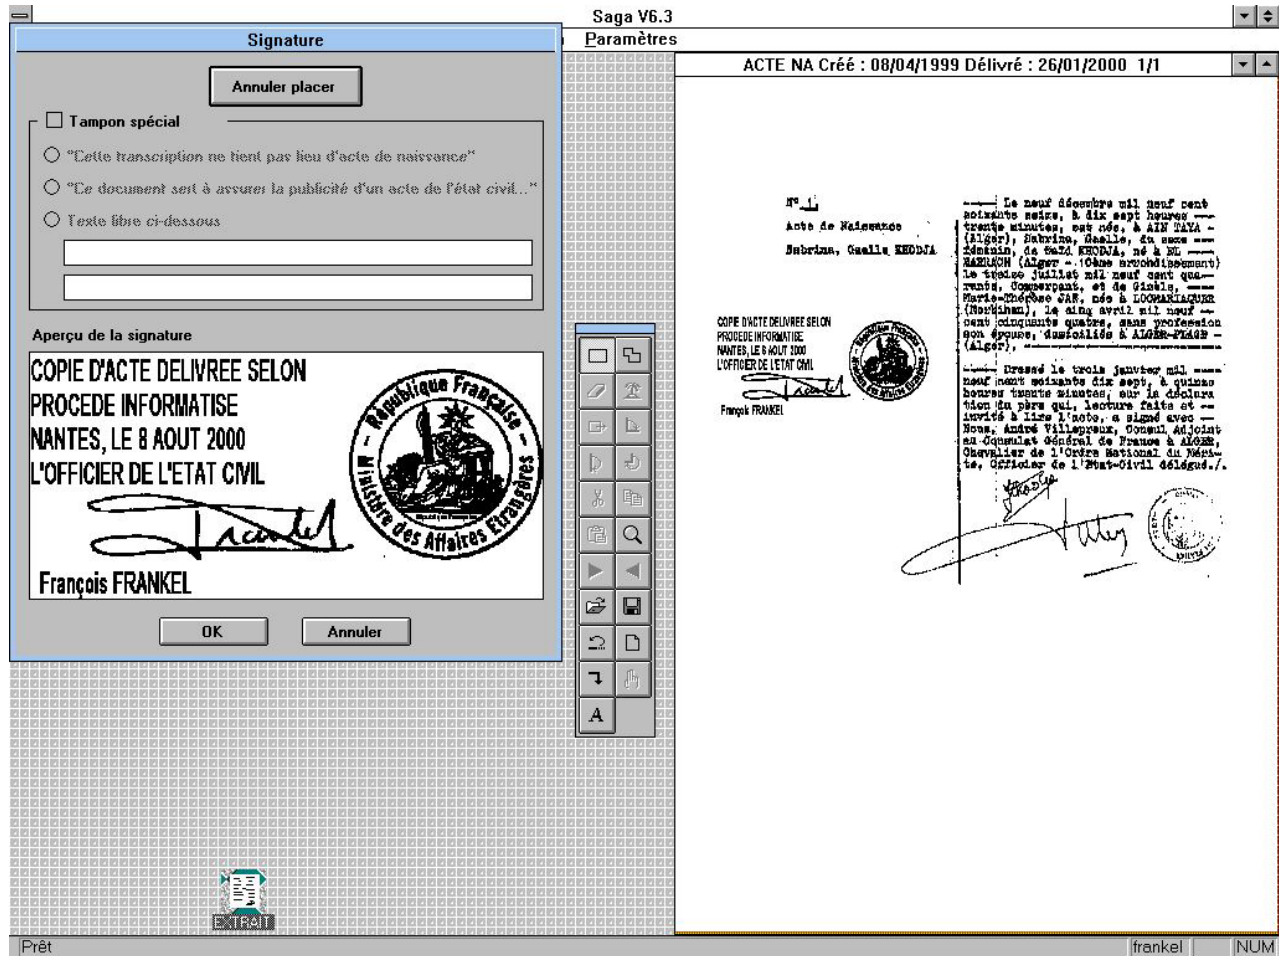 Saga V6.3
Signature
Paramètres
Annuler placer
ACTE NA Créé : 08/04/1999 Délivré : 26/01/2000 1/1
Tampon spécial
"Cette transcription ne tient pas lieu d'acte de naissance"
"Ce document sert à assurer la publicité d'un acte de l'état civil..."
Texte libre ci-dessous
Aperçu de la signature
COPIE D'ACTE DELIVREE SELON
PROCEDE INFORMATISE
NANTES, LE 8 AOUT 2000
L'OFFICIER DE L'ETAT CIVIL
François FRANKEL
République Française
Ministère des Affaires Etrangères
OK
Annuler
A
EXTRAIT
N° 1
Acte de Naissance
Sabrina, Gaelle KHODJA
COPIE D'ACTE DELIVREE SELON
PROCEDE INFORMATISE
NANTES, LE 8 AOUT 2000
L'OFFICIER DE L'ETAT CIVIL
François FRANKEL
Le neuf décembre mil neuf cent
soixante seize, à dix sept heures
trente minutes, est née, à AIN TAYA -
(Alger), Sabrina, Gaelle, du sexe
féminin, de Saïd KHODJA, né à EL
HARRACH (Alger - 10ème arrondissement)
le treize juillet mil neuf cent qua-
rante, Commerçant, et de Gisèle,
Marie-Thérèse JAN, née à LOCMARIAQUER
(Morbihan), le cinq avril mil neuf
cent cinquante quatre, sans profession
son épouse, domiciliés à ALGER-PLAGE -
(Alger),
Dressé le trois janvier mil
neuf cent soixante dix sept, à quinze
heures trente minutes, sur la déclara
tion du père qui, lecture faite et
invité à lire l'acte, a signé avec
Nous, André Villepreux, Consul Adjoint
au Consulat Général de France à ALGER,
Chevalier de l'Ordre National du Méri-
te, Officier de l'Etat-Civil délégué./.
Prêt
frankel
NUM